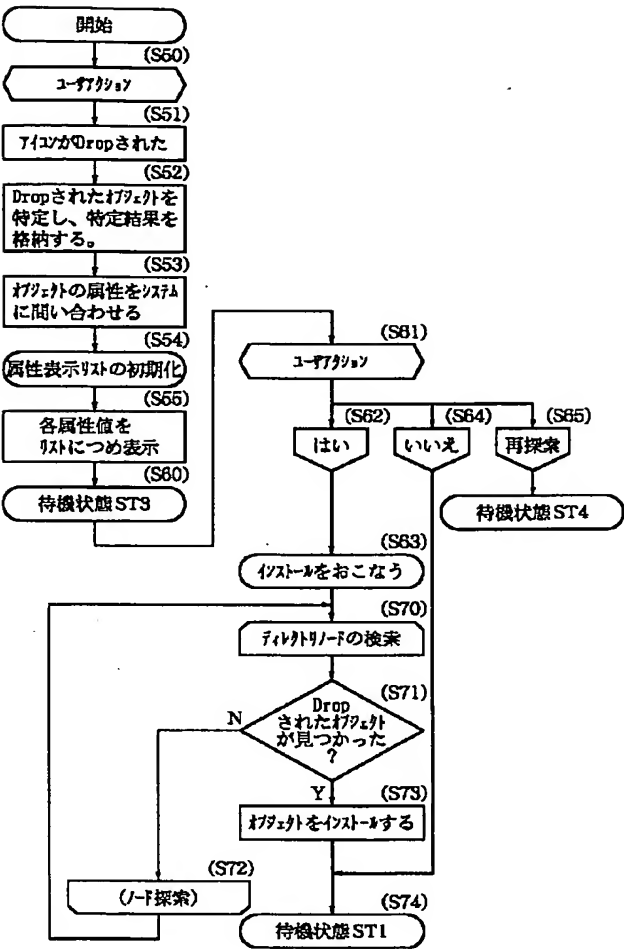 開始
(S50)
ユーザアクション
(S51)
アイコンがDropされた
(S52)
Dropされたオブジェクトを
特定し、特定結果を
格納する。
(S53)
オブジェクトの属性をシステム
に問い合わせる
(S54)
属性表示リストの初期化
(S55)
各属性値を
リストにつめ表示
(S60)
待機状態ST3
(S61)
ユーザアクション
(S62)
はい
(S64)
いいえ
(S65)
再探索
待機状態ST4
(S63)
インストールをおこなう
(S70)
ディレクトリノードの検索
(S71)
Drop
されたオブジェクト
が見つかった
?
N
Y
(S73)
オブジェクトをインストールする
(S72)
(ノード探索)
(S74)
待機状態ST1